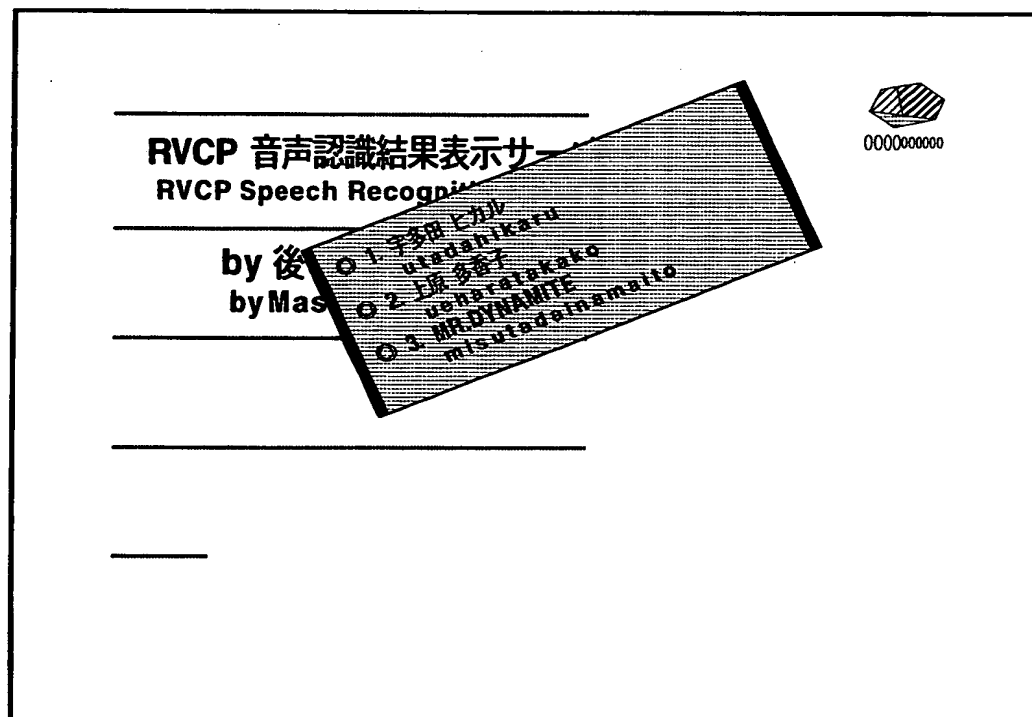 RVCP 音声認識結果表示サー
RVCP Speech
by 後
by Mas
1. 宇多田 ヒカル
utadahikaru
2. 上原 多香子
ueharatakako
3. MR.DYNAMITE
misutadainamaito
0000000000